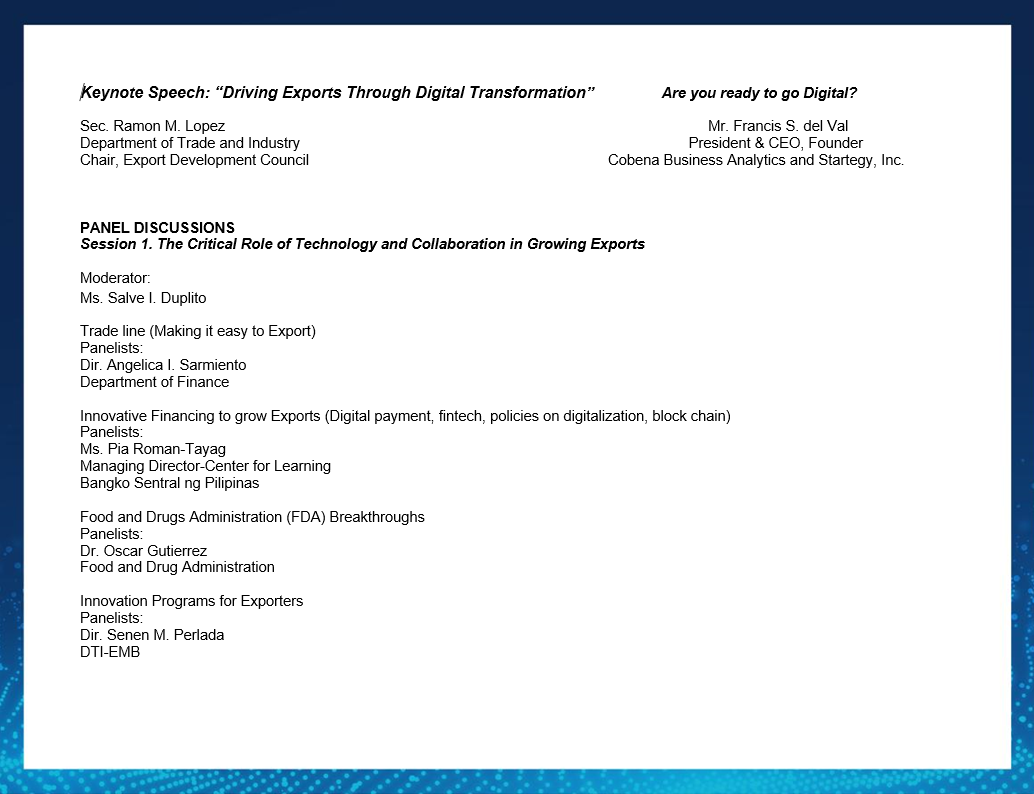 Keynote Speech: “Driving Exports Through Digital Transformation”
Are you ready to go Digital?
Sec. Ramon M. Lopez
Department of Trade and Industry
Chair, Export Development Council
Mr. Francis S. del Val
President & CEO, Founder
Cobena Business Analytics and Startegy, Inc.
PANEL DISCUSSIONS
Session 1. The Critical Role of Technology and Collaboration in Growing Exports
Moderator:
Ms. Salve I. Duplito
Trade line (Making it easy to Export)
Panelists:
Dir. Angelica I. Sarmiento
Department of Finance
Innovative Financing to grow Exports (Digital payment, fintech, policies on digitalization, block chain)
Panelists:
Ms. Pia Roman-Tayag
Managing Director-Center for Learning
Bangko Sentral ng Pilipinas
Food and Drugs Administration (FDA) Breakthroughs
Panelists:
Dr. Oscar Gutierrez
Food and Drug Administration
Innovation Programs for Exporters
Panelists:
Dir. Senen M. Perlada
DTI-EMB